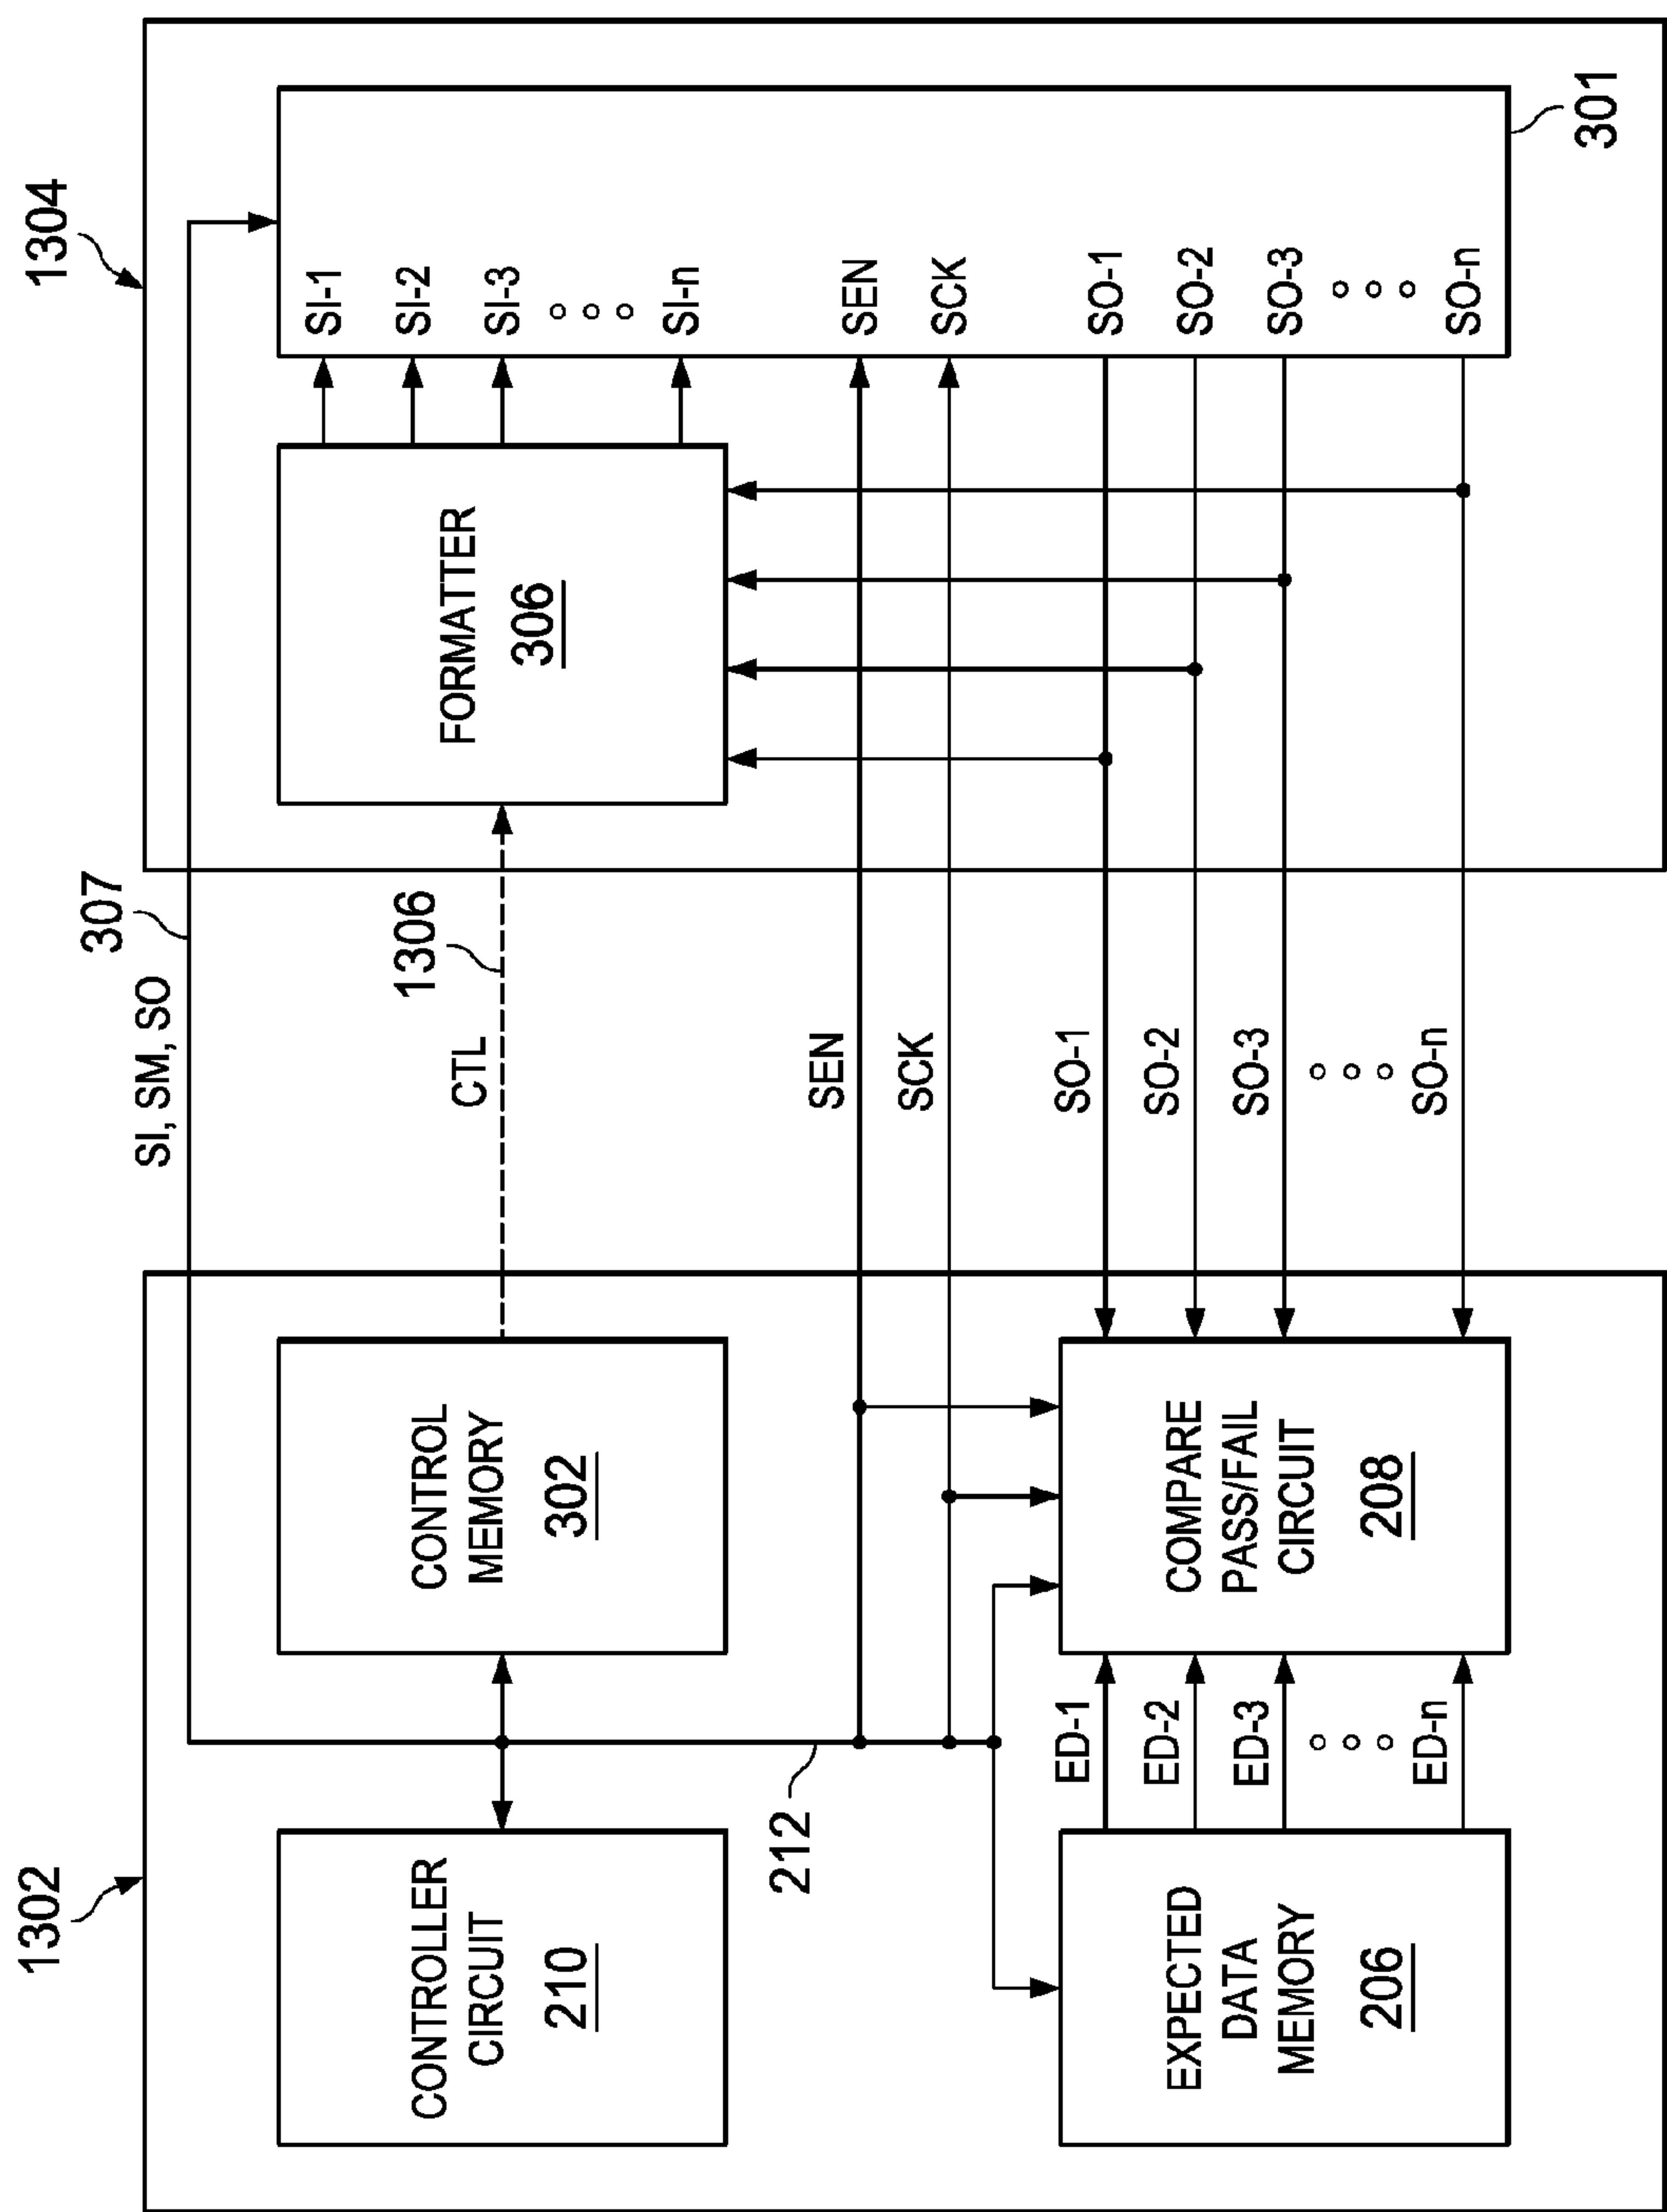 1302
1304
307
SI, SM, SO
CONTROLLER
CIRCUIT
210
CONTROL
MEMORY
302
CTL
1306
FORMATTER
306
SI-1
SI-2
SI-3
SI-n
212
SEN
SEN
SCK
SCK
EXPECTED
DATA
MEMORY
206
ED-1
ED-2
ED-3
ED-n
COMPARE
PASS/FAIL
CIRCUIT
208
SO-1
SO-2
SO-3
SO-n
SO-1
SO-2
SO-3
SO-n
301